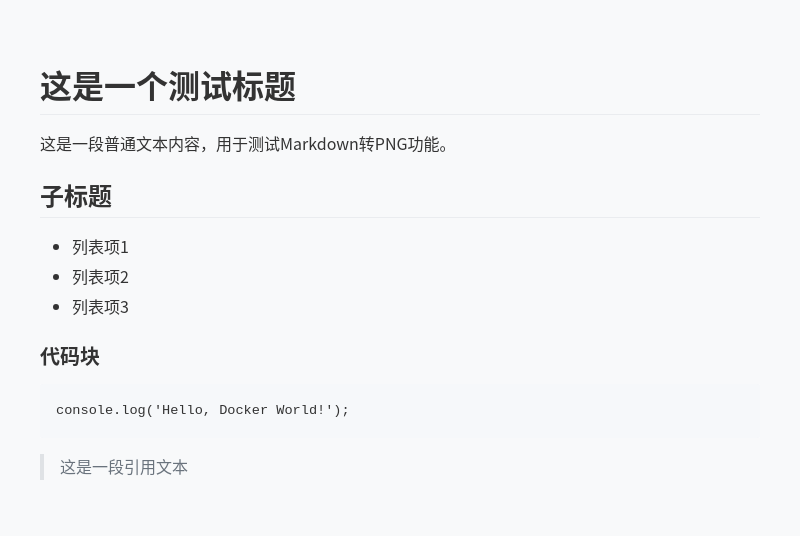 这是一个测试标题
这是一段普通文本内容，用于测试Markdown转PNG功能。
子标题
列表项1
列表项2
列表项3
代码块
console.log('Hello, Docker World!');
这是一段引用文本